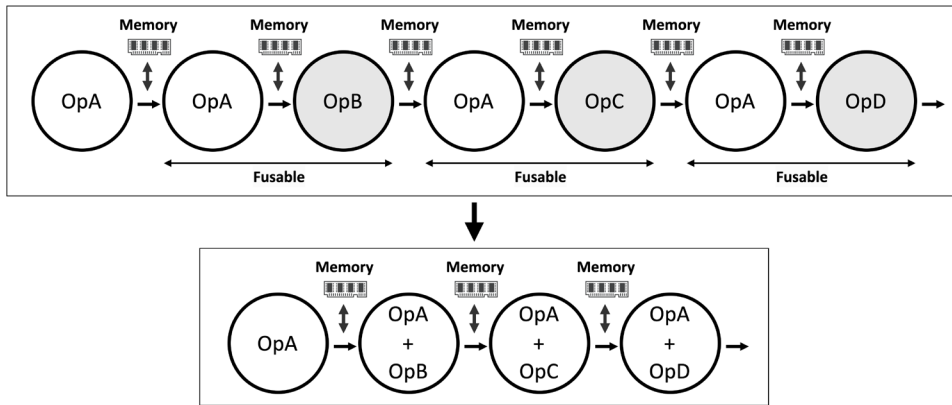 Memory Memory Memory Memory Memory Memory
OpA OpA OpB OpA OpC OpA OpD
Fusable Fusable Fusable
Memory Memory Memory
OpA
OpA
+
OpB
OpA
+
OpC
OpA
+
OpD